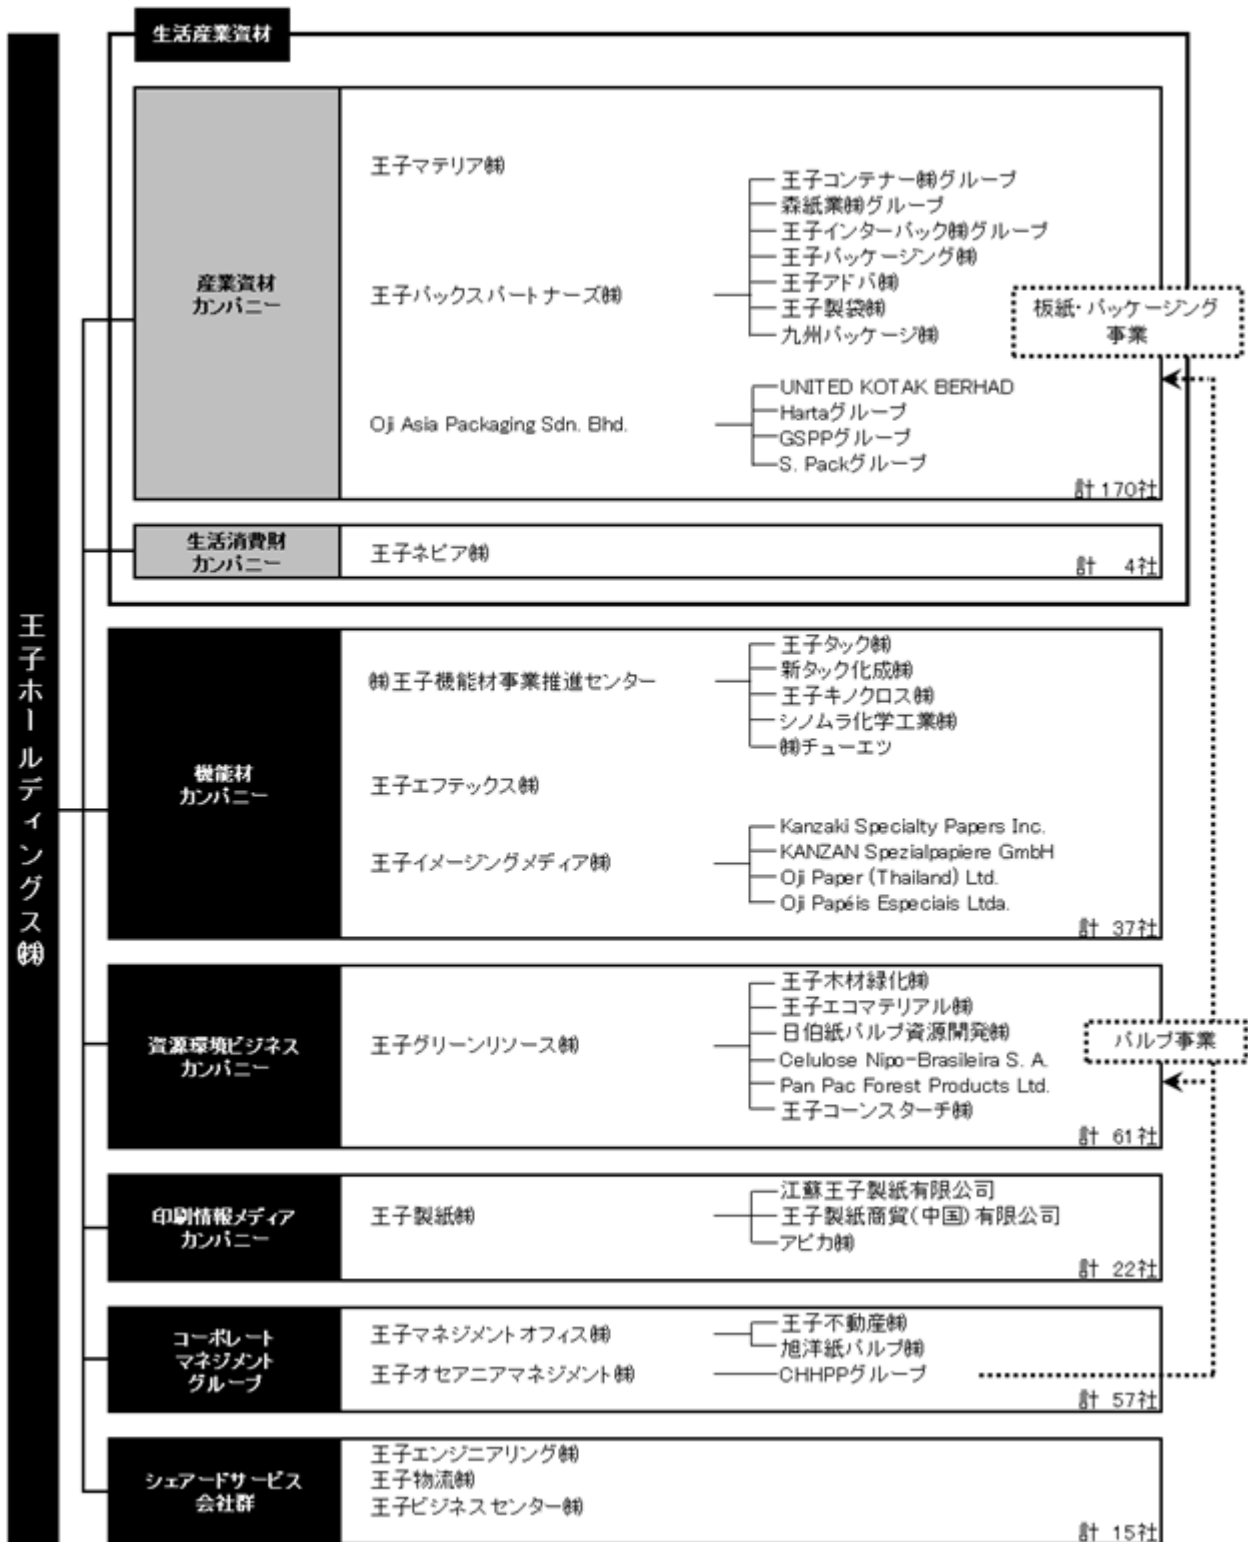 王子ホールディングス㈱
生活産業資材
産業資材
カンパニー
王子マテリア㈱
王子パックスパートナーズ㈱
王子コンテナー㈱グループ
森紙業㈱グループ
王子インターパック㈱グループ
王子パッケージング㈱
王子アドバ㈱
王子製袋㈱
九州パッケージ㈱
Oji Asia Packaging Sdn. Bhd.
UNITED KOTAK BERHAD
Hartaグループ
GSPPグループ
S. Packグループ
計 170社
板紙・パッケージング
事業
生活消費財
カンパニー
王子ネピア㈱
計 4社
機能材
カンパニー
㈱王子機能材事業推進センター
王子タック㈱
新タック化成㈱
王子キノクロス㈱
シノムラ化学工業㈱
㈱チューエツ
王子エフテックス㈱
王子イメージングメディア㈱
Kanzaki Specialty Papers Inc.
KANZAN Spezialpapiere GmbH
Oji Paper (Thailand) Ltd.
Oji Papéis Especiais Ltda.
計 37社
資源環境ビジネス
カンパニー
王子グリーンリソース㈱
王子木材緑化㈱
王子エコマテリアル㈱
日伯紙パルプ資源開発㈱
Celulose Nipo-Brasileira S. A.
Pan Pac Forest Products Ltd.
王子コーンスターチ㈱
計 61社
パルプ事業
印刷情報メディア
カンパニー
王子製紙㈱
江蘇王子製紙有限公司
王子製紙商貿(中国)有限公司
アピカ㈱
計 22社
コーポレート
マネジメント
グループ
王子マネジメントオフィス㈱
王子不動産㈱
旭洋紙パルプ㈱
王子オセアニアマネジメント㈱
CHHPPグループ
計 57社
シェアードサービス
会社群
王子エンジニアリング㈱
王子物流㈱
王子ビジネスセンター㈱
計 15社